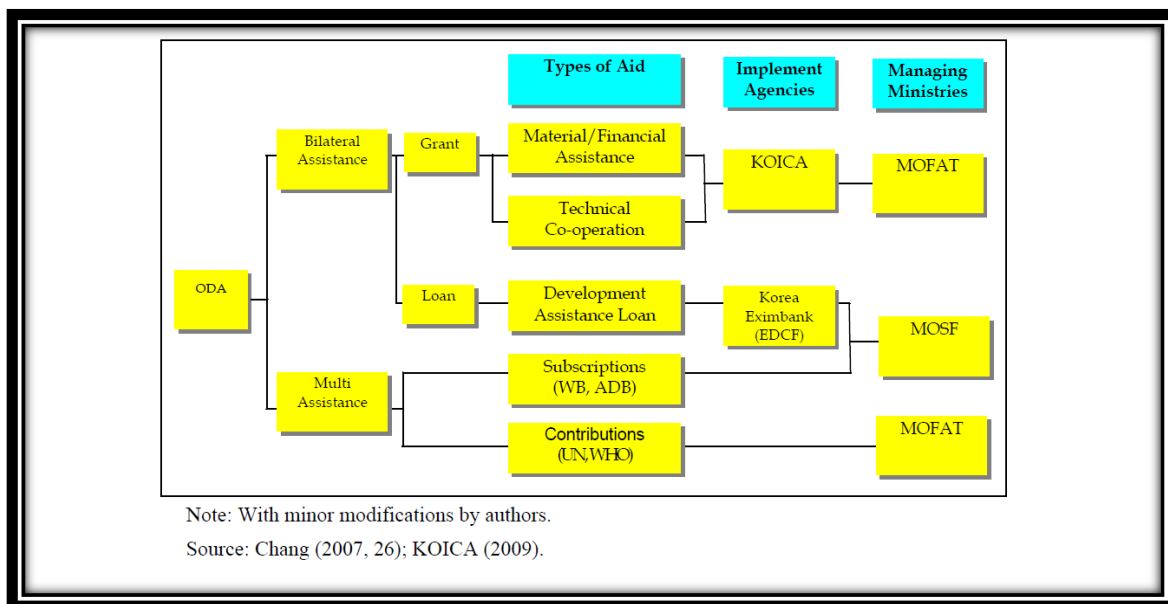 Types of Aid
Implement
Agencies
Managing
Ministries
Bilateral
Assistance
Grant
Material/Financial
Assistance
KOICA
MOFAT
Technical
Co-operation
ODA
Loan
Development
Assistance Loan
Korea
Eximbank
(EDCF)
MOSF
Multi
Assistance
Subscriptions
(WB, ADB)
Contributions
(UN,WHO)
MOFAT
Note: With minor modifications by authors.
Source: Chang (2007, 26); KOICA (2009).